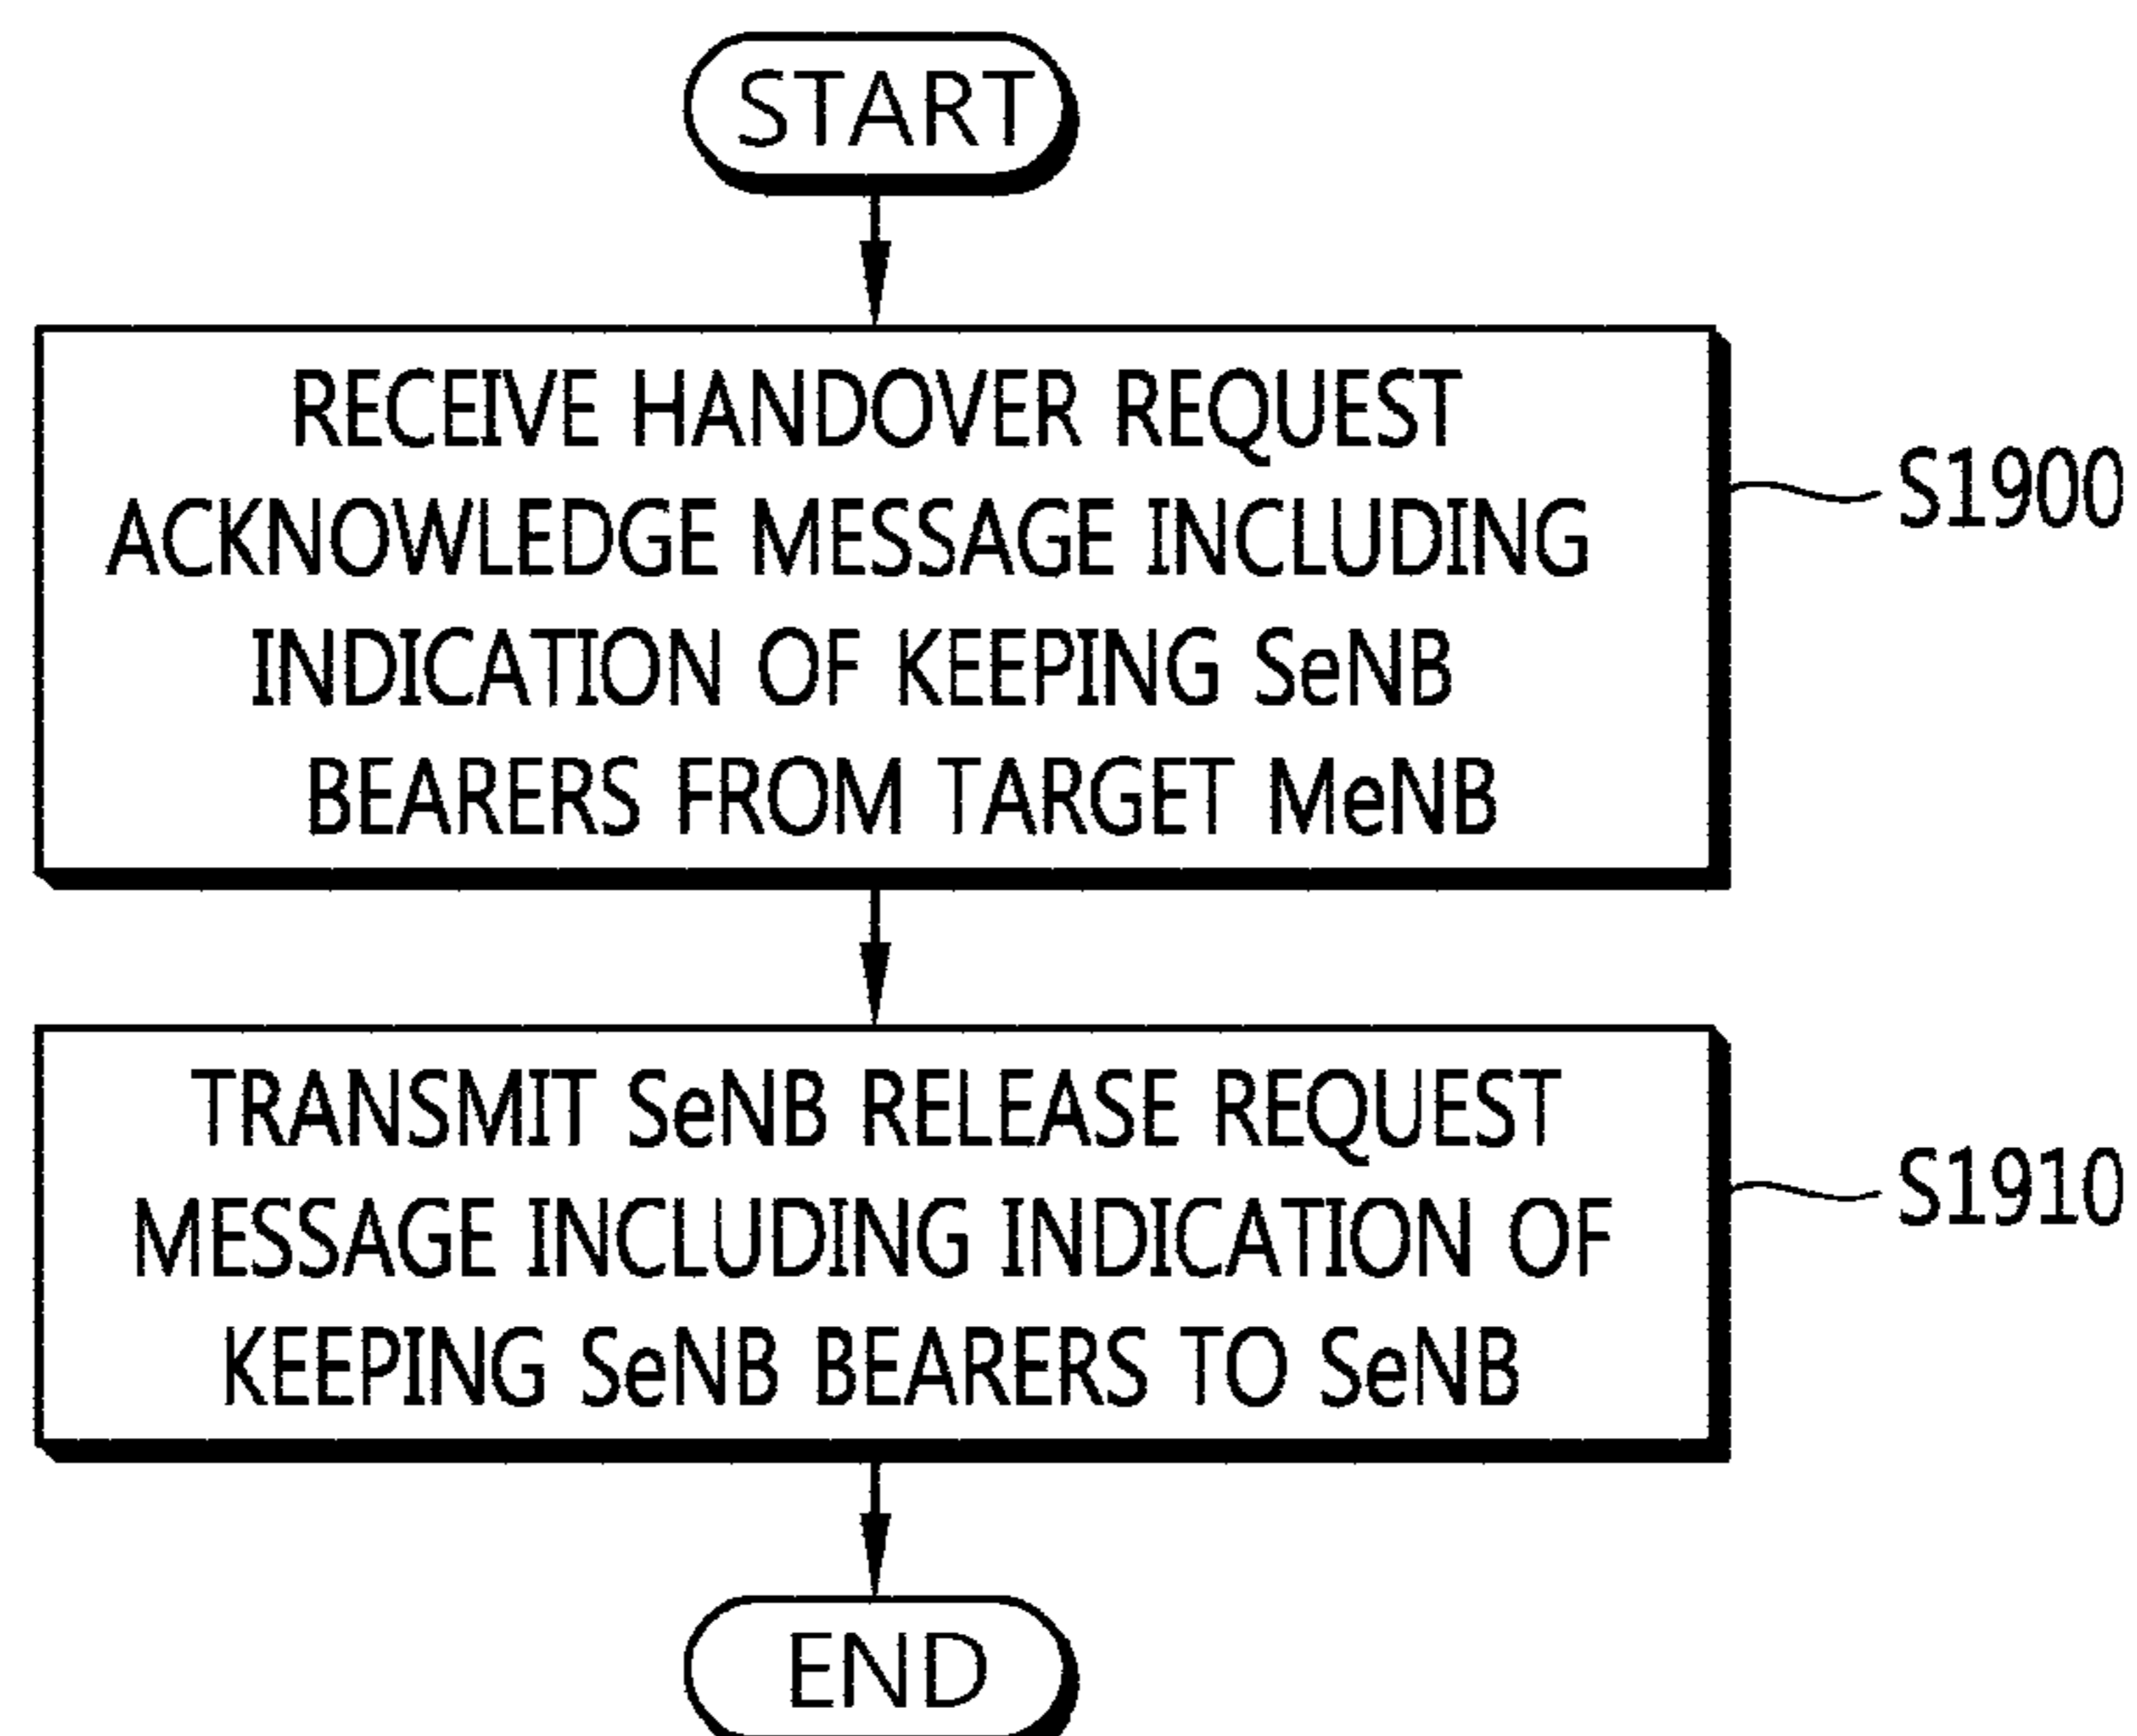 START
RECEIVE HANDOVER REQUEST
ACKNOWLEDGE MESSAGE INCLUDING
INDICATION OF KEEPING SeNB
BEARERS FROM TARGET MeNB
S1900
TRANSMIT SeNB RELEASE REQUEST
MESSAGE INCLUDING INDICATION OF
KEEPING SeNB BEARERS TO SeNB
S1910
END